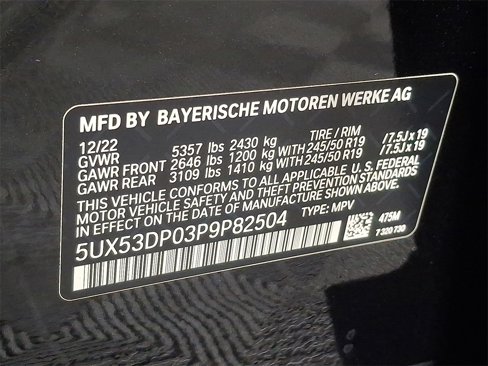 MFD BY BAYERISCHE MOTOREN WERKE AG
12/22 TIRE / RIM
GVWR 5357 lbs 2430 kg
GAWR FRONT 2646 lbs 1200 kg WITH 245/50 R19 /7.5J x 19
GAWR REAR 3109 lbs 1410 kg WITH 245/50 R19 /7.5J x 19
THIS VEHICLE CONFORMS TO ALL APPLICABLE U.S. FEDERAL
MOTOR VEHICLE SAFETY AND THEFT PREVENTION STANDARDS
IN EFFECT ON THE DATE OF MANUFACTURE SHOWN ABOVE.
5UX53DP03P9P82504 TYPE: MPV
475M
7 320 730